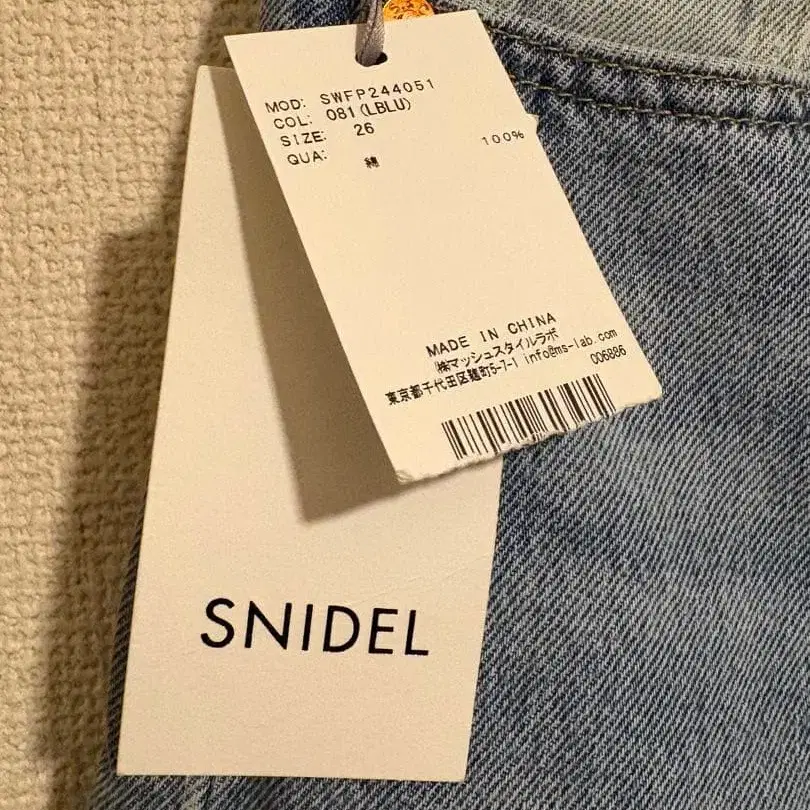 MOD: SWFP244051
COL: 081(LBLU)
SIZE: 26
QUA: 綿 100%
MADE IN CHINA
㈱マッシュスタイルラボ
東京都千代田区麹町5-7-1 info@ms-lab.com
006886
SNIDEL